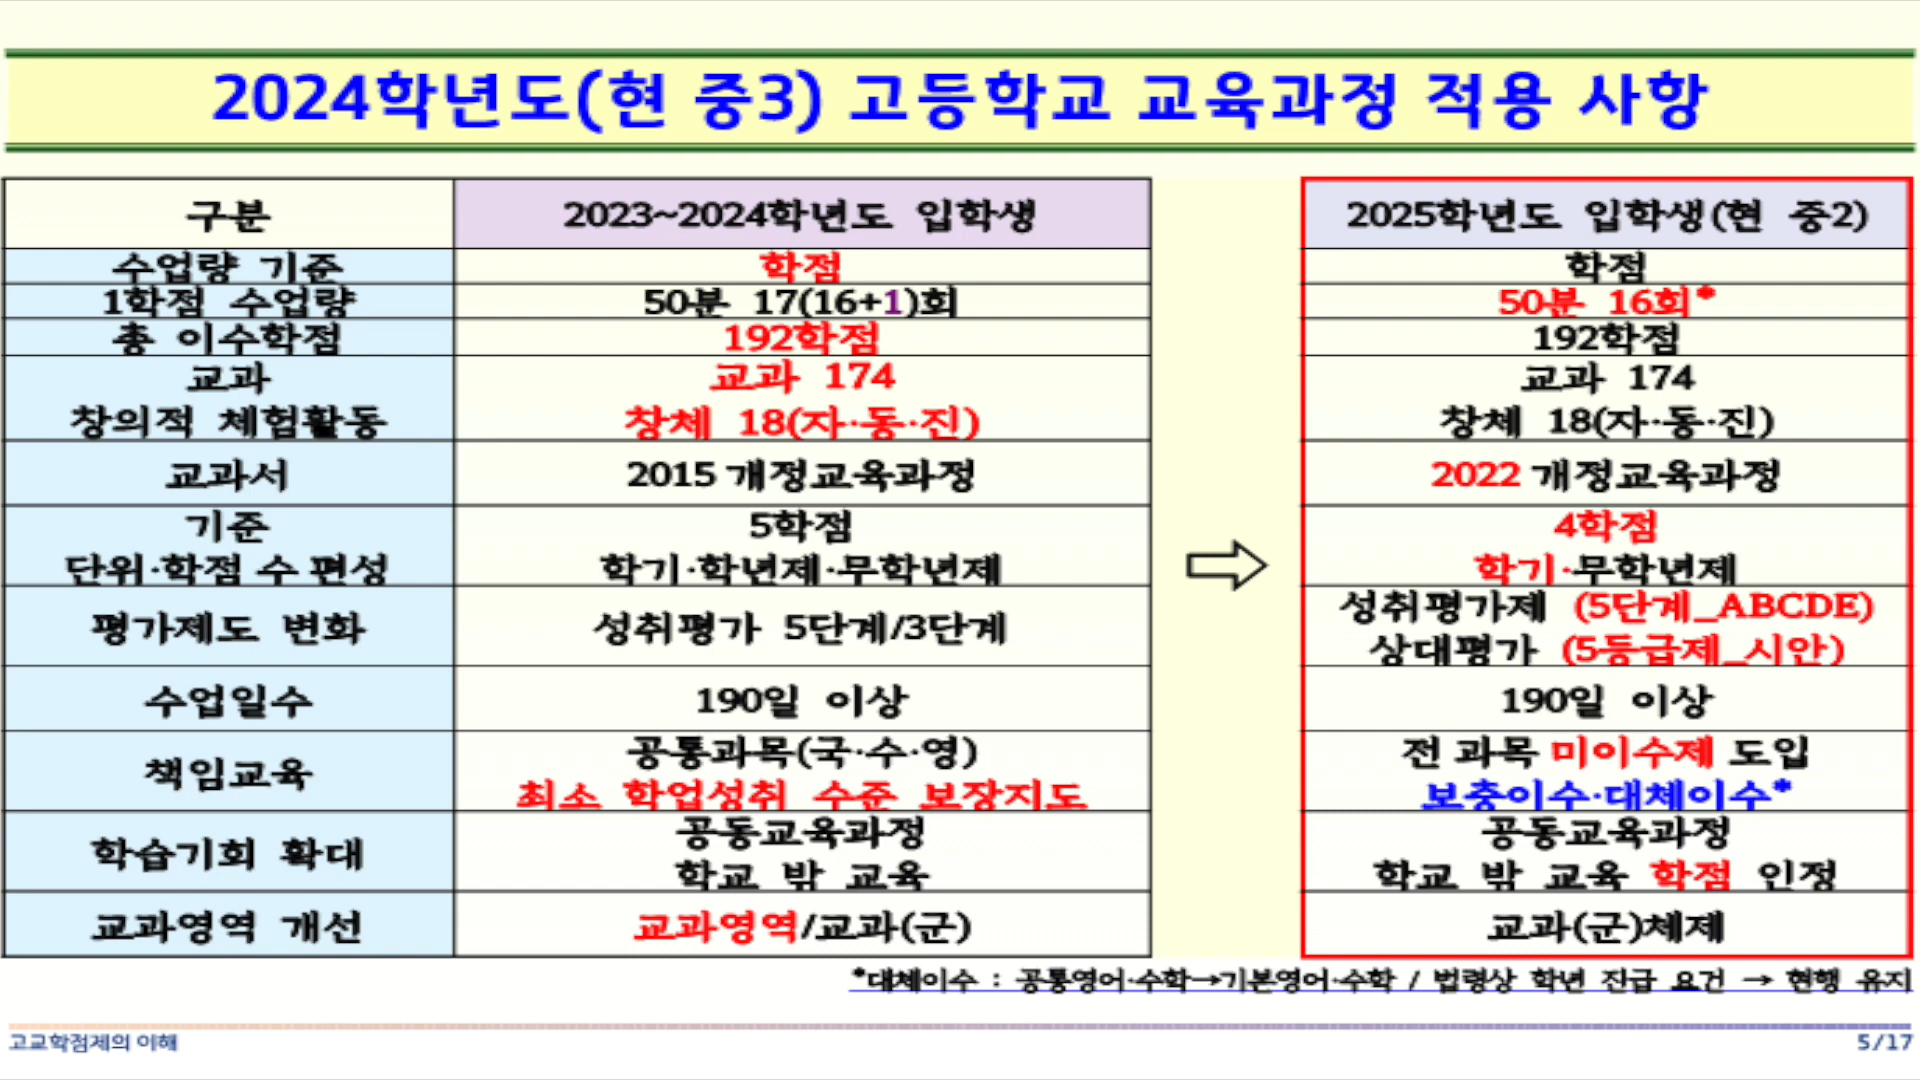 2024학년도(현 중3) 고등학교 교육과정 적용 사항
구분 2023~2024학년도 입학생 2025학년도 입학생(현 중2)
수업량 기준 학점 학점
1학점 수업량 50분 17(16+1)회 50분 16회*
총 이수학점 192학점 192학점
교과 교과 174 교과 174
창의적 체험활동 창체 18(자·동·진) 창체 18(자··동·진)
교과서 2015 개정교육과정 2022 개정교육과정
기준 5학점 4학점
단위·학점 수 편성 학기·학년제·무학년제 학기·무학년제
평가제도 변화 성취평가 5단계/3단계 성취평가제 (5단계_ABCDE)
상대평가 (5등급제_시안)
수업일수 190일 이상 190일 이상
책임교육 공통과목(국·수·영) 전 과목 미이수제 도입
최소 학업성취 수준 보장지도 보충이수·대체이수*
학습기회 확대 공동교육과정 공동교육과정
학교 밖 교육 학교 밖 교육 학점 인정
교과영역 개선 교과영역/교과(군) 교과(군)체제
*대체이수 : 공통영어·수학→기본영어·수학 / 법령상 학년 진급 요건 → 현행 유지
고교학점제의 이해 5/17